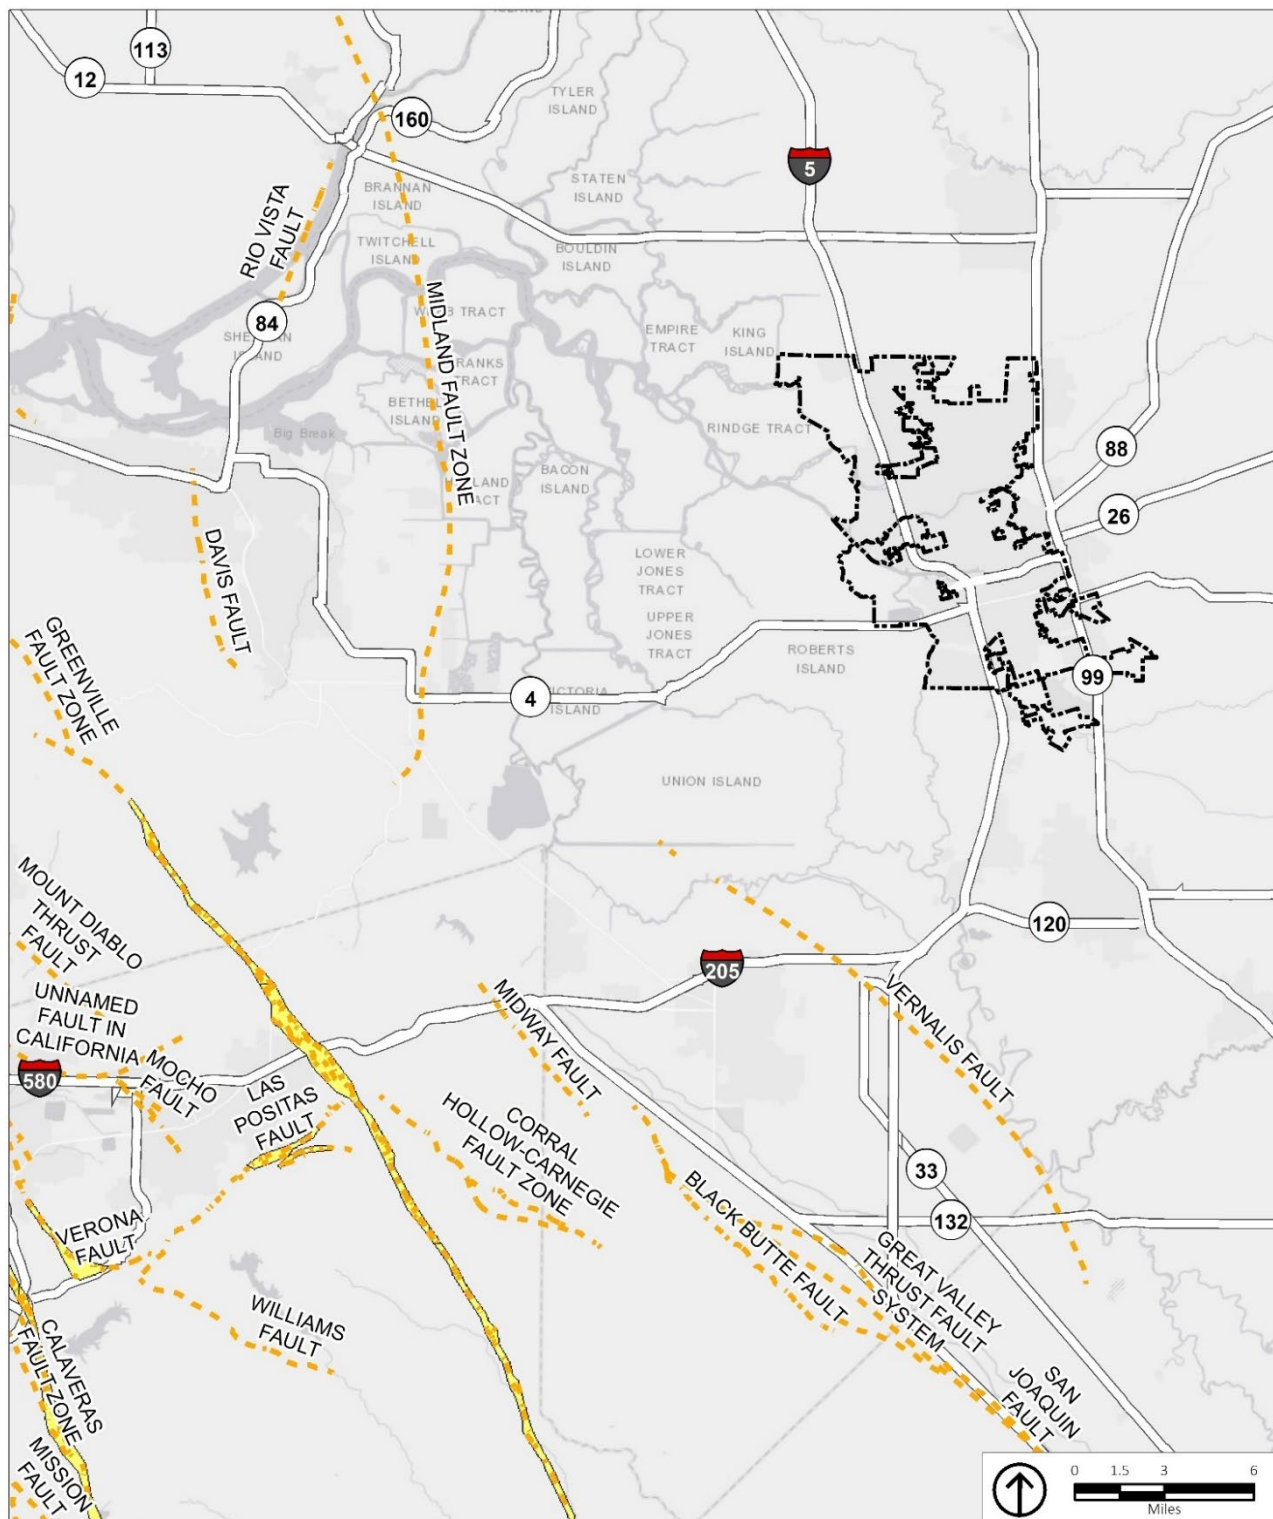 ISLAND
113
12
TYLER
ISLAND
160
5
STATEN
ISLAND
BRANNAN
ISLAND
RIO VISTA
FAULT
TWITCHELL
ISLAND
BOULDIN
ISLAND
MIDLAND FAULT ZONE
TRACT
84
EMPIRE
TRACT
KING
ISLAND
ISLAND
TRACT
BETHEL
ISLAND
RINDGE TRACT
Big Break
88
BACON
ISLAND
TRACT
26
DAVIS FAULT
LOWER
JONES
TRACT
UPPER
JONES
TRACT
ROBERTS
ISLAND
GREENVILLE
FAULT ZONE
99
4
ISLAND
UNION ISLAND
MOUNT DIABLO
THRUST
FAULT
120
205
UNNAMED
FAULT IN
CALIFORNIA
MIDWAY FAULT
VERNALIS FAULT
580
MOCHO
FAULT
LAS
POSITAS
FAULT
CORRAL
HOLLOW-CARNEGIE
FAULT ZONE
33
132
BLACK BUTTE FAULT
VERONA
FAULT
GREAT VALLEY
THRUST FAULT
SYSTEM
WILLIAMS
FAULT
CALAVERAS
FAULT ZONE
SAN
JOAQUIN
FAULT
MISSION
FAULT
0 1.5 3 6
Miles